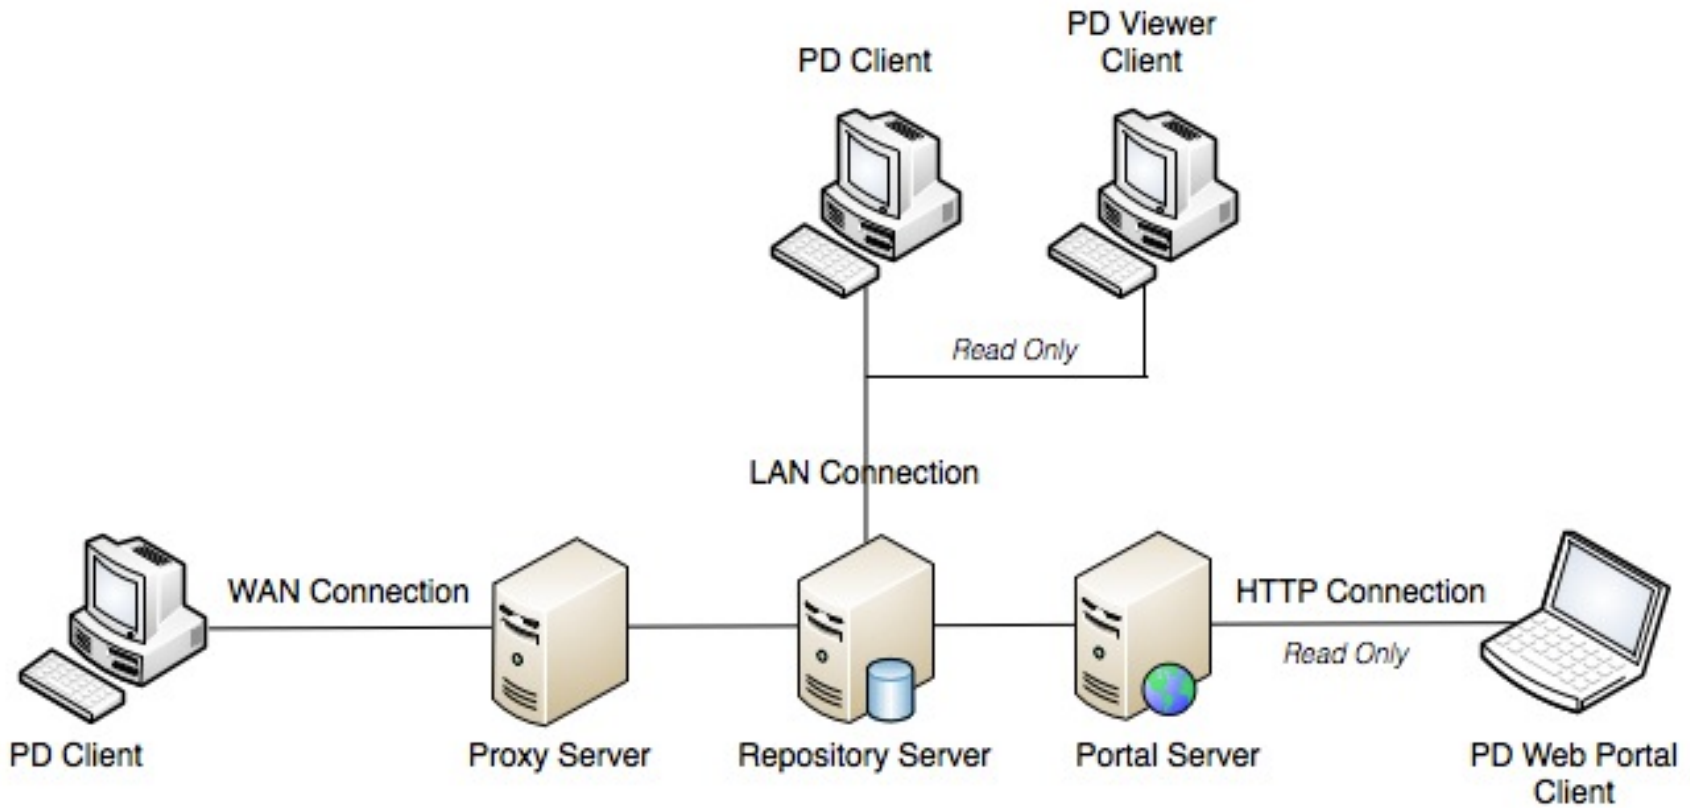 PD Client
PD Viewer
Client
Read Only
LAN Connection
WAN Connection
HTTP Connection
Read Only
PD Client
Proxy Server
Repository Server
Portal Server
PD Web Portal
Client